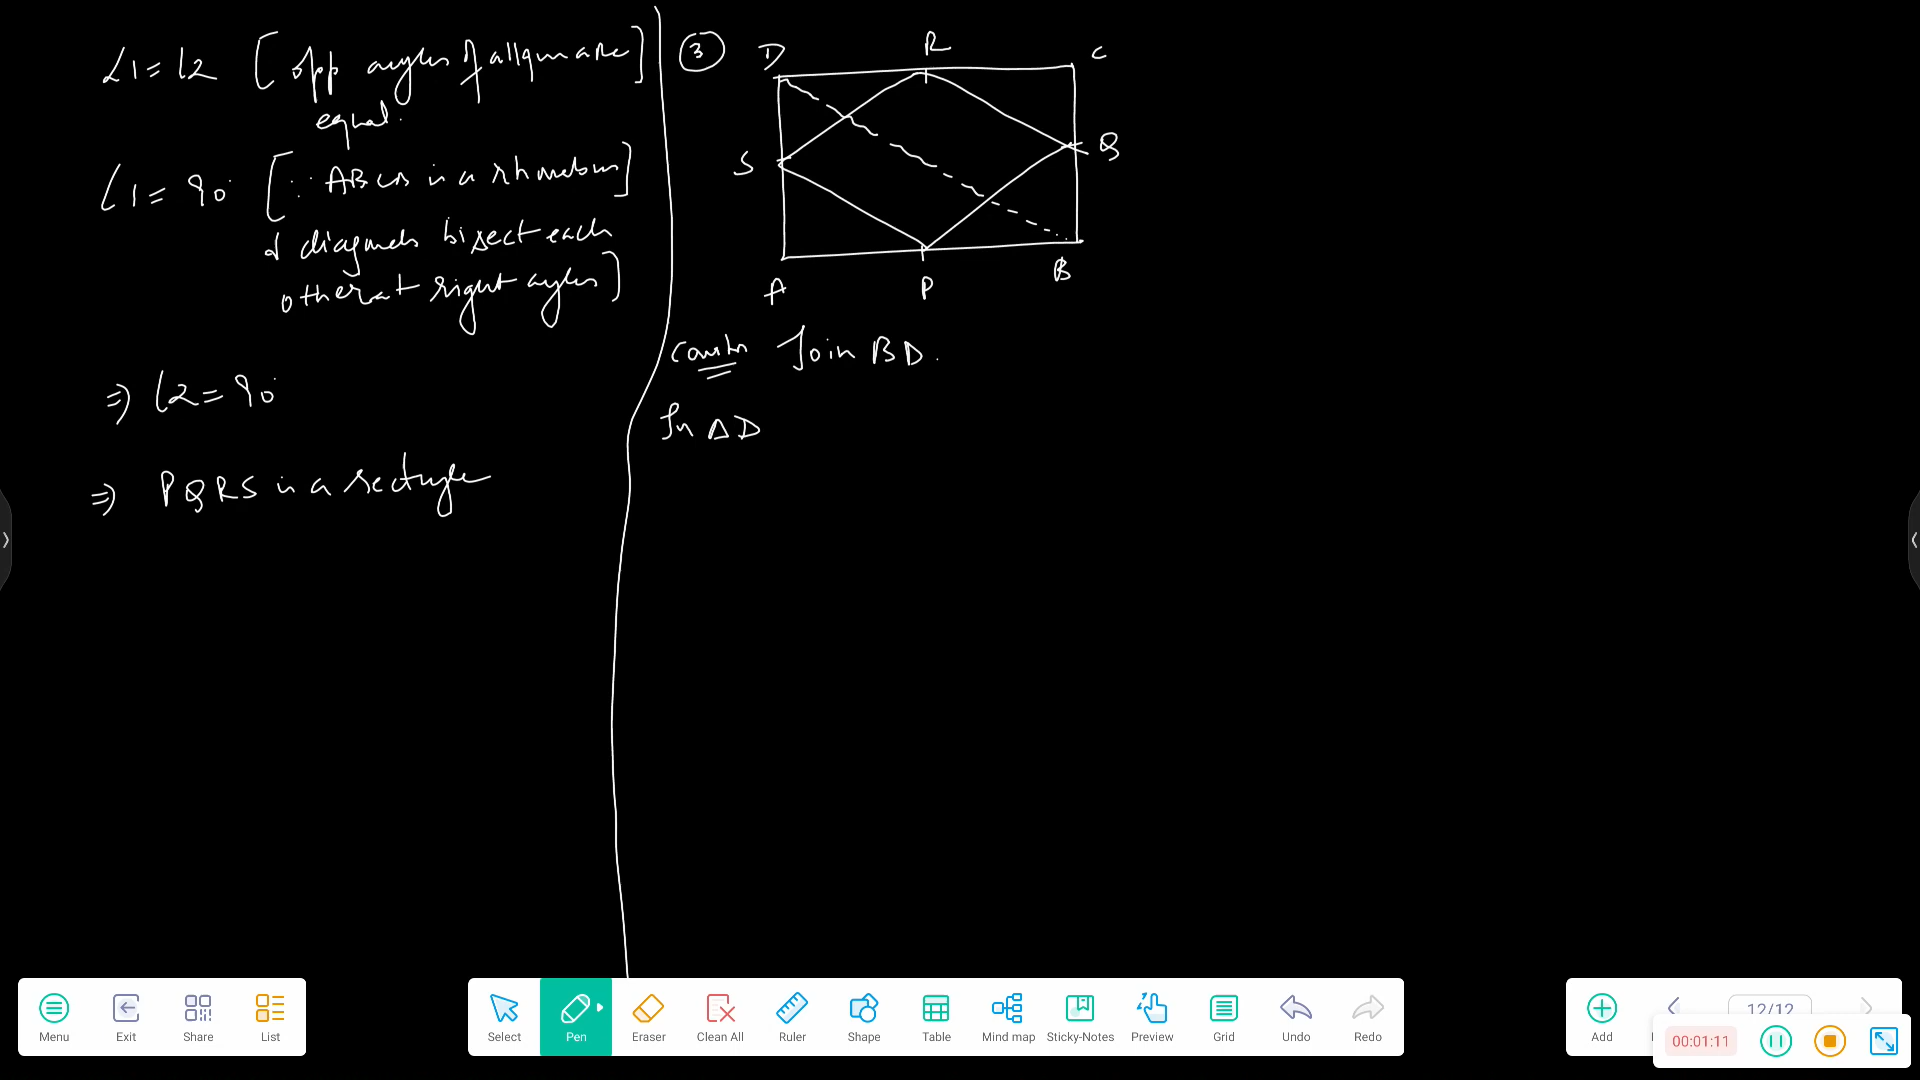 ∠1 = ∠2 [opp angles of a llgm are
equal.]
∠1 = 90° [∵ ABCD is a rhombus]
& diagonals bisect each
other at right angles]
⇒ ∠2 = 90°
⇒ PQRS is a rectangle
3
D R C
S Q
A P B
Constn Join BD.
In ΔD
Menu Exit Share List
Select Pen Eraser Clean All Ruler Shape Table Mind map Sticky-Notes Preview Grid Undo Redo
Add 12/12
00:01:11